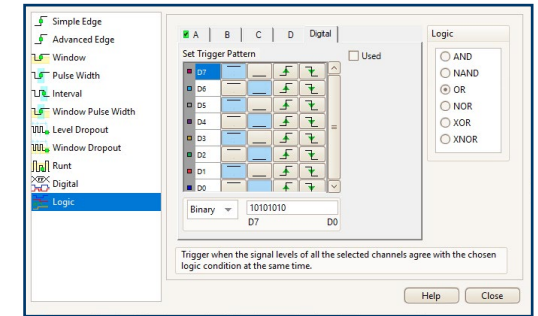 Simple Edge
Advanced Edge
Window
Pulse Width
Interval
Window Pulse Width
Level Dropout
Window Dropout
Runt
Digital
Logic
A B C D Digital
Set Trigger Pattern
Used
D7
D6
D5
D4
D3
D2
D1
D0
Binary 10101010
D7 D0
Logic
AND
NAND
OR
NOR
XOR
XNOR
Trigger when the signal levels of all the selected channels agree with the chosen
logic condition at the same time.
Help Close